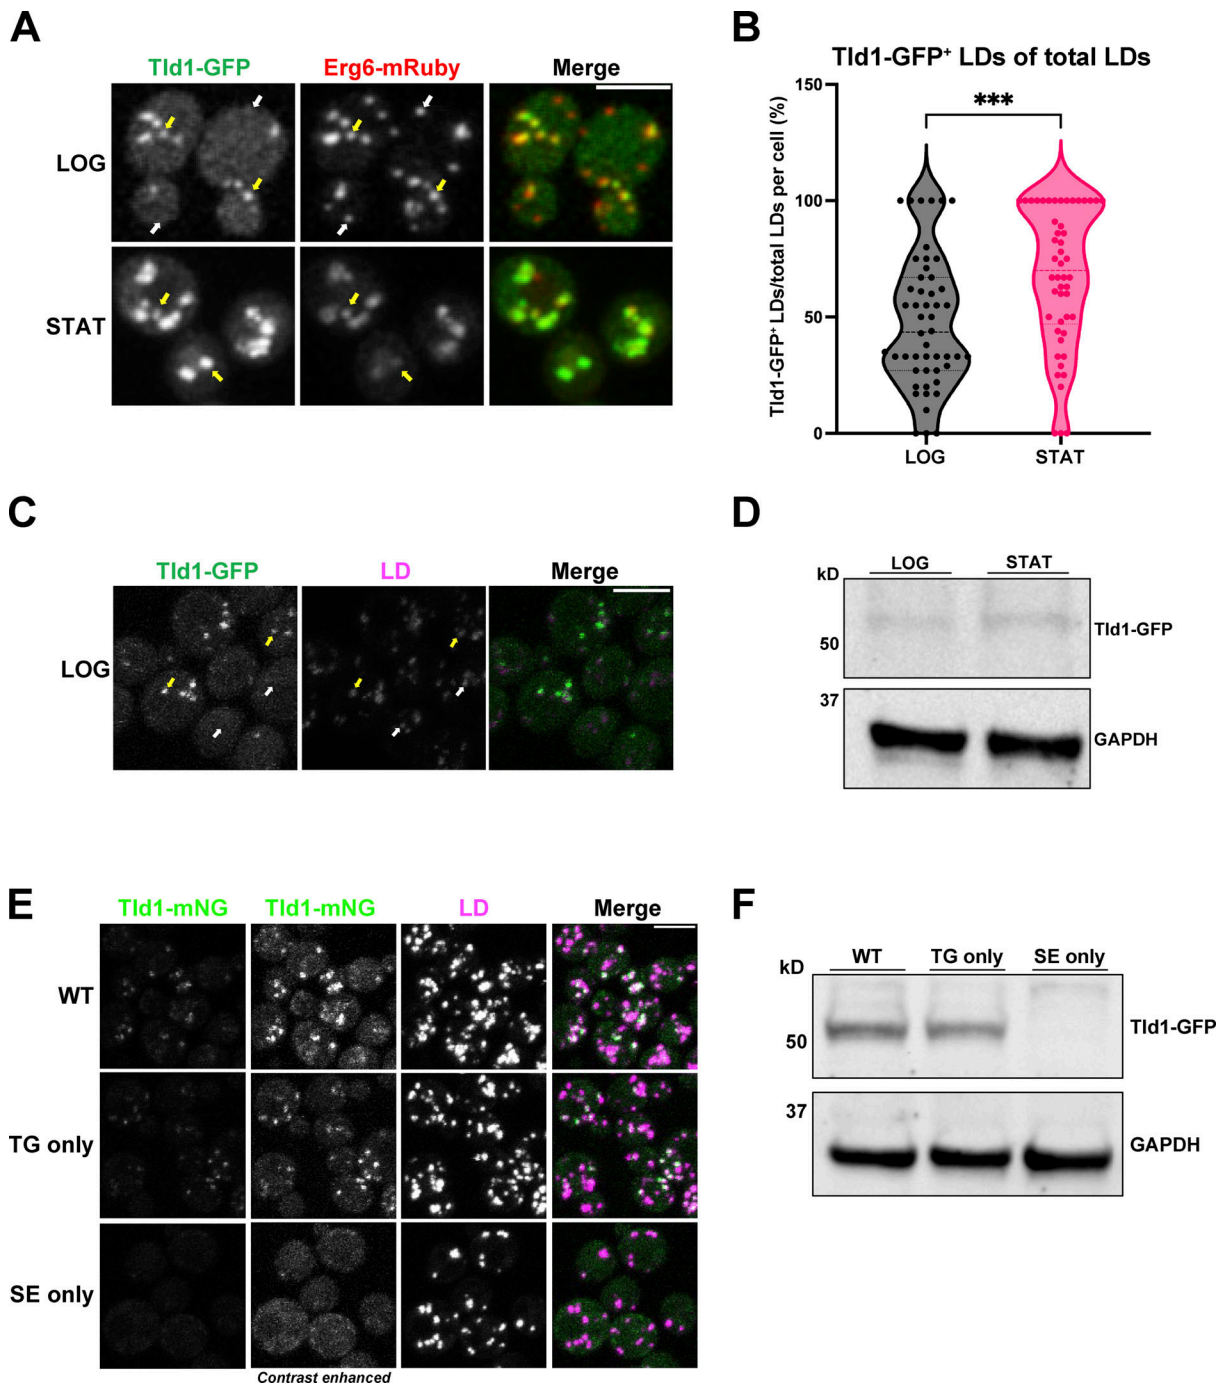 A
Tld1-GFP
Erg6-mRuby
Merge
LOG
STAT
B
Tld1-GFP⁺ LDs of total LDs
***
Tld1-GFP⁺ LDs/total LDs per cell (%)
150
100
50
0
LOG
STAT
C
Tld1-GFP
LD
Merge
LOG
D
LOG
STAT
kD
50
Tld1-GFP
37
GAPDH
E
Tld1-mNG
Tld1-mNG
LD
Merge
WT
TG only
SE only
Contrast enhanced
F
WT
TG only
SE only
kD
50
Tld1-GFP
37
GAPDH